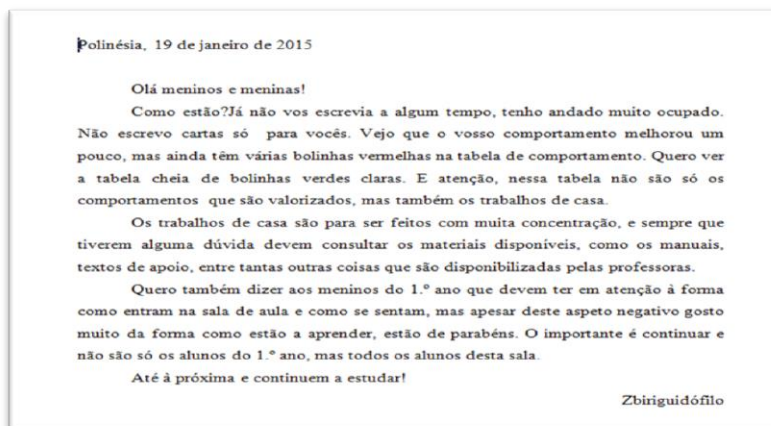 Polinésia, 19 de janeiro de 2015
Olá meninos e meninas!
Como estão?Já não vos escrevia a algum tempo, tenho andado muito ocupado.
Não escrevo cartas só para vocês. Vejo que o vosso comportamento melhorou um
pouco, mas ainda têm várias bolinhas vermelhas na tabela de comportamento. Quero ver
a tabela cheia de bolinhas verdes claras. E atenção, nessa tabela não são só os
comportamentos que são valorizados, mas também os trabalhos de casa.
Os trabalhos de casa são para ser feitos com muita concentração, e sempre que
tiverem alguma dúvida devem consultar os materiais disponíveis, como os manuais,
textos de apoio, entre tantas outras coisas que são disponibilizadas pelas professoras.
Quero também dizer aos meninos do 1.º ano que devem ter em atenção à forma
como entram na sala de aula e como se sentam, mas apesar deste aspeto negativo gosto
muito da forma como estão a aprender, estão de parabéns. O importante é continuar e
não são só os alunos do 1.º ano, mas todos os alunos desta sala.
Até à próxima e continuem a estudar!
Zbiriguidófilo